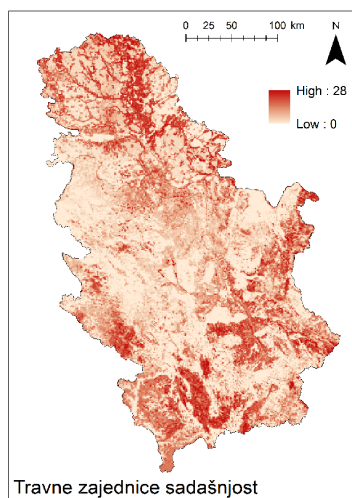 0 25 50 100 km
N
High : 28
Low : 0
Travne zajednice sadašnjost